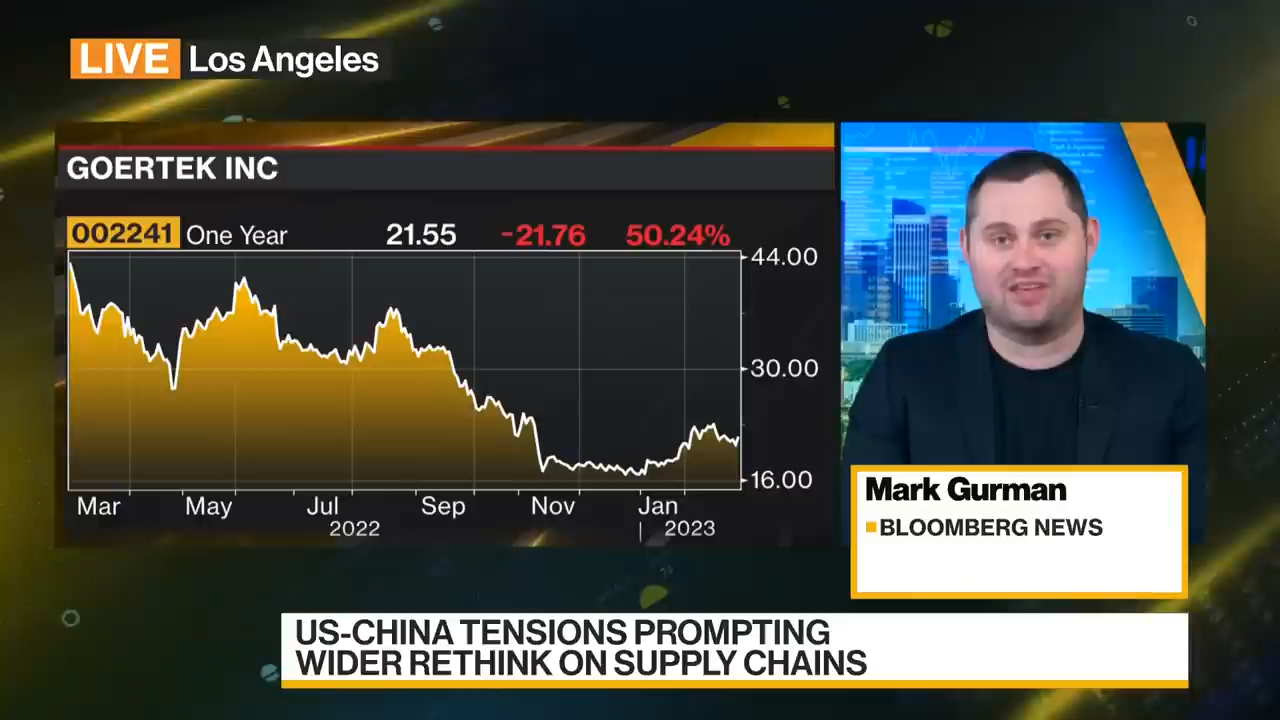 LIVE Los Angeles
GOERTEK INC
002241 One Year 21.55 -21.76 50.24%
44.00
30.00
16.00
Mar May Jul Sep Nov Jan
2022 | 2023
Mark Gurman
BLOOMBERG NEWS
US-CHINA TENSIONS PROMPTING
WIDER RETHINK ON SUPPLY CHAINS